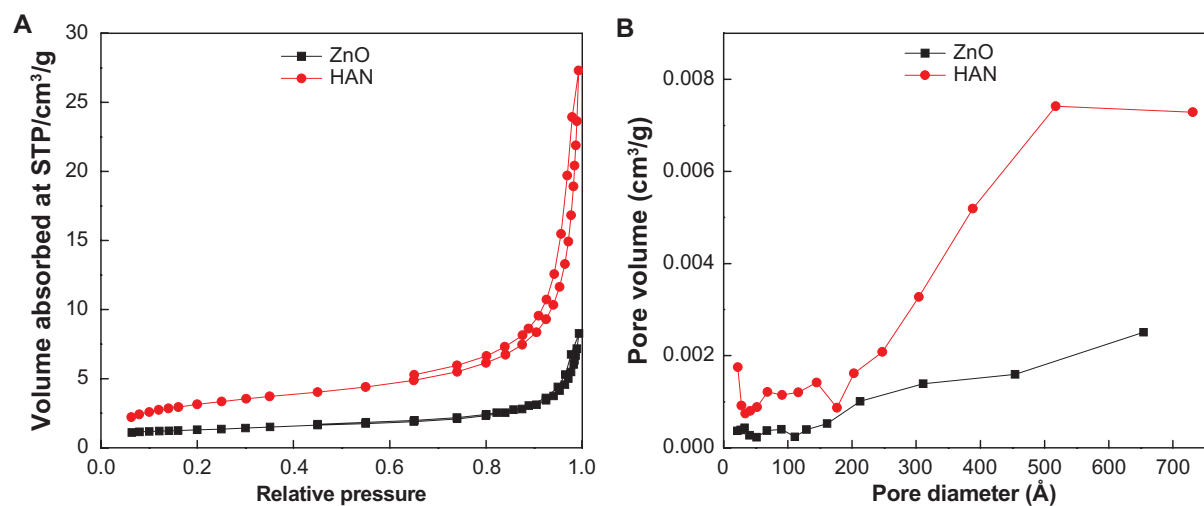 A
Volume absorbed at STP/cm³/g
30
25
20
15
10
5
0
ZnO
HAN
0.0 0.2 0.4 0.6 0.8 1.0
Relative pressure
B
Pore volume (cm³/g)
0.008
0.006
0.004
0.002
0.000
ZnO
HAN
0 100 200 300 400 500 600 700
Pore diameter (Å)